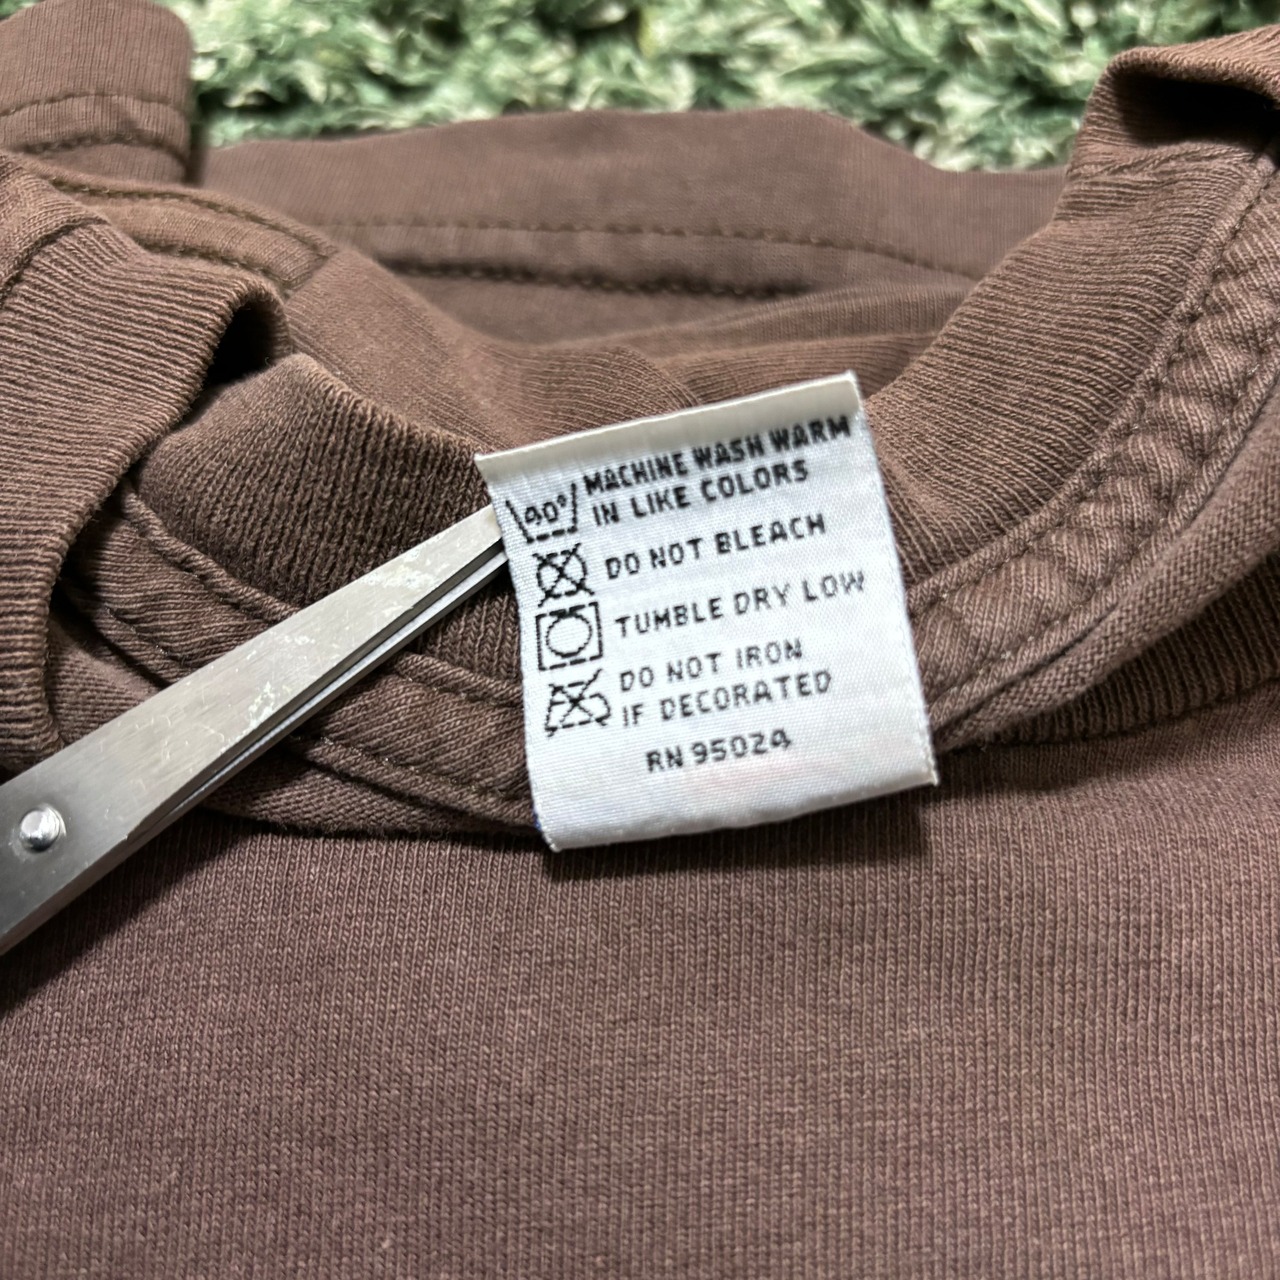 MACHINE WASH WARM
40° IN LIKE COLORS
DO NOT BLEACH
TUMBLE DRY LOW
DO NOT IRON
IF DECORATED
RN 95024